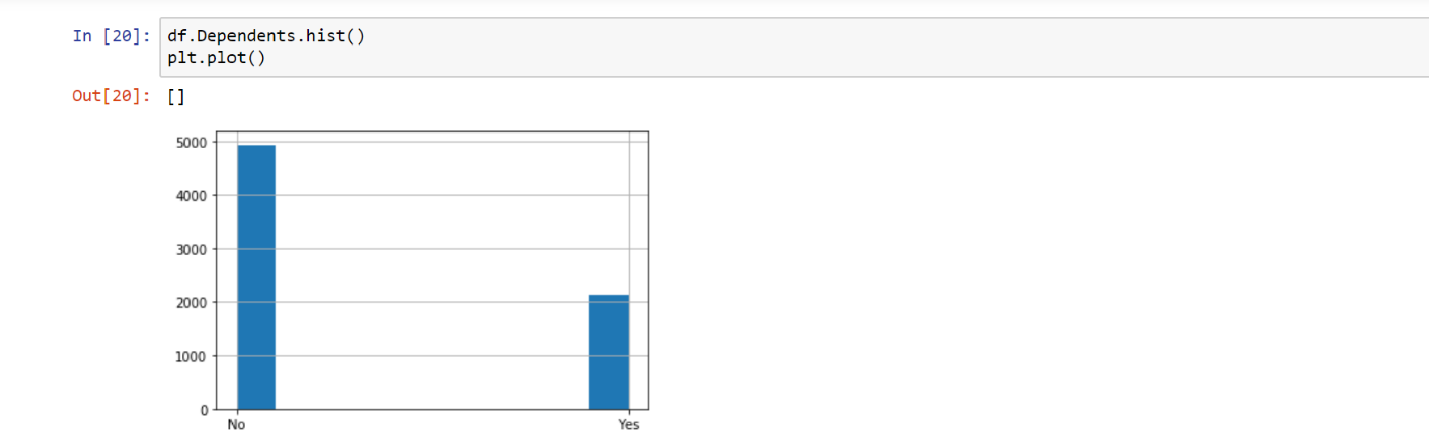 In [20]: df.Dependents.hist()
plt.plot()
Out[20]: []
5000
4000
3000
2000
1000
0
No Yes